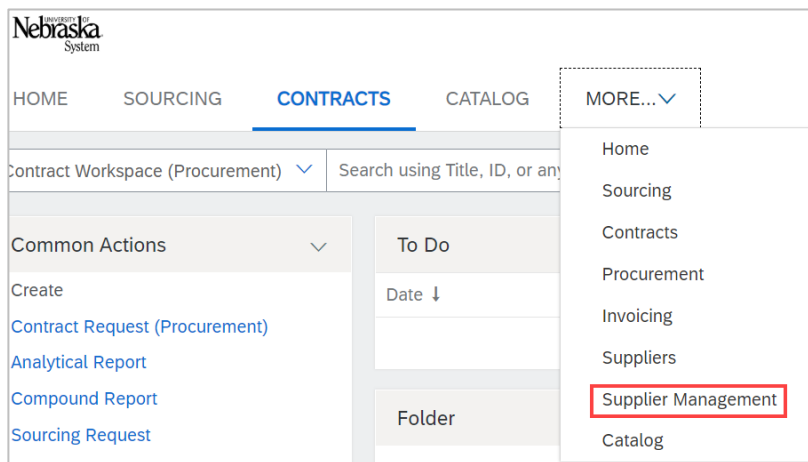 UNIVERSITY OF
Nebraska
System
HOME SOURCING CONTRACTS CATALOG MORE...
Contract Workspace (Procurement) Search using Title, ID, or any
Common Actions
Create
Contract Request (Procurement)
Analytical Report
Compound Report
Sourcing Request
To Do
Date
Folder
Home
Sourcing
Contracts
Procurement
Invoicing
Suppliers
Supplier Management
Catalog